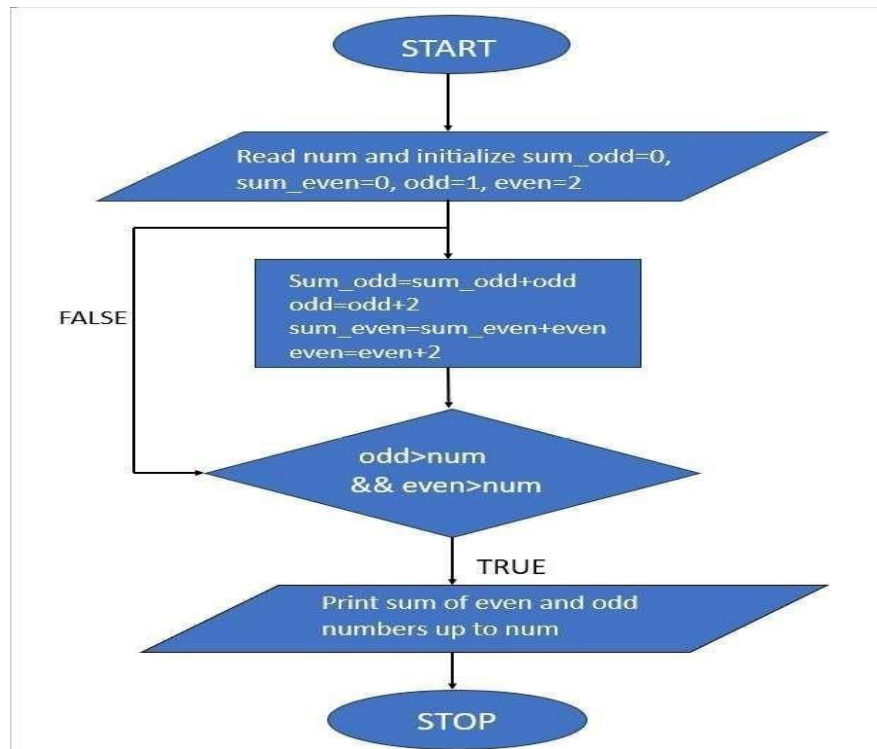 START
Read num and initialize sum_odd=0,
sum_even=0, odd=1, even=2
Sum_odd=sum_odd+odd
odd=odd+2
sum_even=sum_even+even
even=even+2
FALSE
odd>num
&& even>num
TRUE
Print sum of even and odd
numbers up to num
STOP